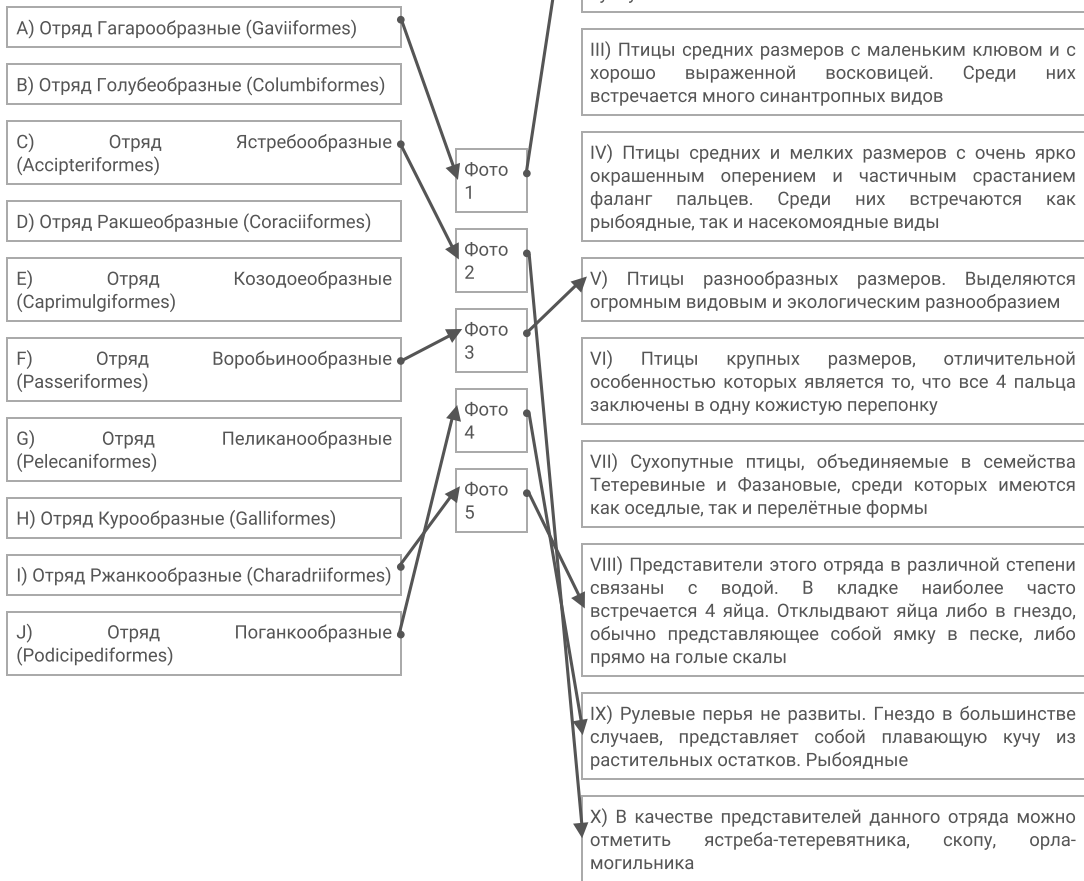 A) Отряд Гагарообразные (Gaviiformes)
B) Отряд Голубеобразные (Columbiformes)
C) Отряд Ястребообразные
(Accipteriformes)
D) Отряд Ракшеобразные (Coraciiformes)
E) Отряд Козодоеобразные
(Caprimulgiformes)
F) Отряд Воробьинообразные
(Passeriformes)
G) Отряд Пеликанообразные
(Pelecaniformes)
H) Отряд Курообразные (Galliformes)
I) Отряд Ржанкообразные (Charadriiformes)
J) Отряд Поганкообразные
(Podicipediformes)
Фото
1
Фото
2
Фото
3
Фото
4
Фото
5
III) Птицы средних размеров с маленьким клювом и с
хорошо выраженной восковицей. Среди них
встречается много синантропных видов
IV) Птицы средних и мелких размеров с очень ярко
окрашенным оперением и частичным срастанием
фаланг пальцев. Среди них встречаются как
рыбоядные, так и насекомоядные виды
V) Птицы разнообразных размеров. Выделяются
огромным видовым и экологическим разнообразием
VI) Птицы крупных размеров, отличительной
особенностью которых является то, что все 4 пальца
заключены в одну кожистую перепонку
VII) Сухопутные птицы, объединяемые в семейства
Тетеревиные и Фазановые, среди которых имеются
как оседлые, так и перелётные формы
VIII) Представители этого отряда в различной степени
связаны с водой. В кладке наиболее часто
встречается 4 яйца. Отклыдвают яйца либо в гнездо,
обычно представляющее собой ямку в песке, либо
прямо на голые скалы
IX) Рулевые перья не развиты. Гнездо в большинстве
случаев, представляет собой плавающую кучу из
растительных остатков. Рыбоядные
X) В качестве представителей данного отряда можно
отметить ястреба-тетеревятника, скопу, орла-
могильника